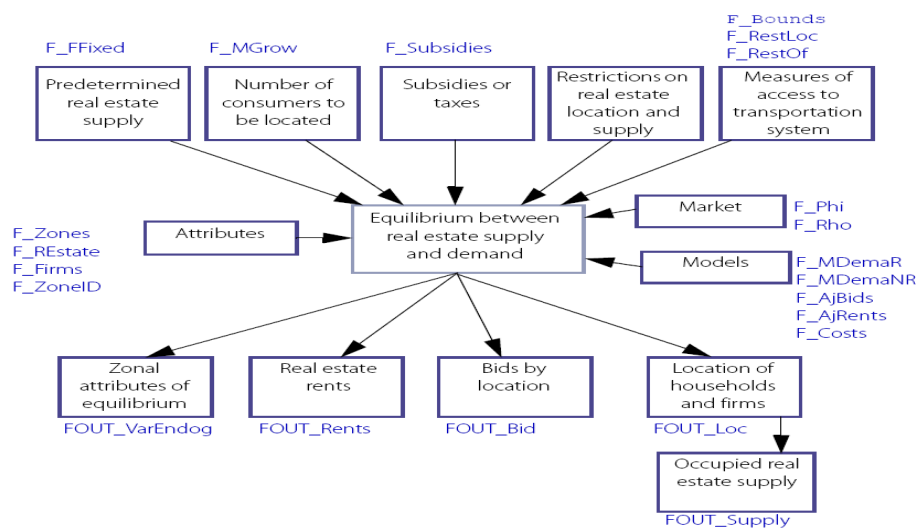 F_FFixed
F_MGrow
F_Subsidies
F_Bounds
F_RestLoc
F_RestOf
Predetermined
real estate
supply
Number of
consumers to
be located
Subsidies or
taxes
Restrictions on
real estate
location and
supply
Measures of
access to
transportation
system
F_Zones
F_REstate
F_Firms
F_ZoneID
Attributes
Equilibrium between
real estate supply
and demand
Market
F_Phi
F_Rho
Models
F_MDemaR
F_MDemaNR
F_AjBids
F_AjRents
F_Costs
Zonal
attributes of
equilibrium
FOUT_VarEndog
Real estate
rents
FOUT_Rents
Bids by
location
FOUT_Bid
Location of
households
and firms
FOUT_Loc
Occupied real
estate supply
FOUT_Supply